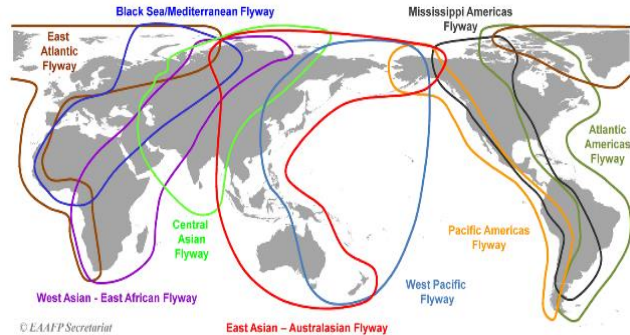 Black Sea/Mediterranean Flyway
Mississippi Americas
Flyway
East
Atlantic
Flyway
Atlantic
Americas
Flyway
Central
Asian
Flyway
Pacific Americas
Flyway
West Asian - East African Flyway
West Pacific
Flyway
© EAAFP Secretariat
East Asian – Australasian Flyway